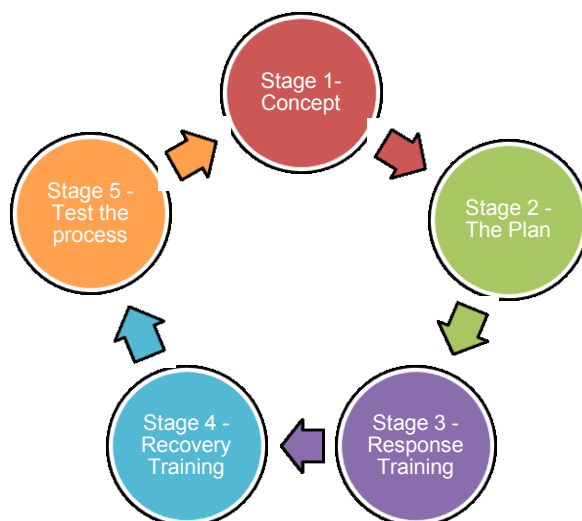 Stage 1-
Concept
Stage 2 -
The Plan
Stage 3 -
Response
Training
Stage 4 -
Recovery
Training
Stage 5 -
Test the
process